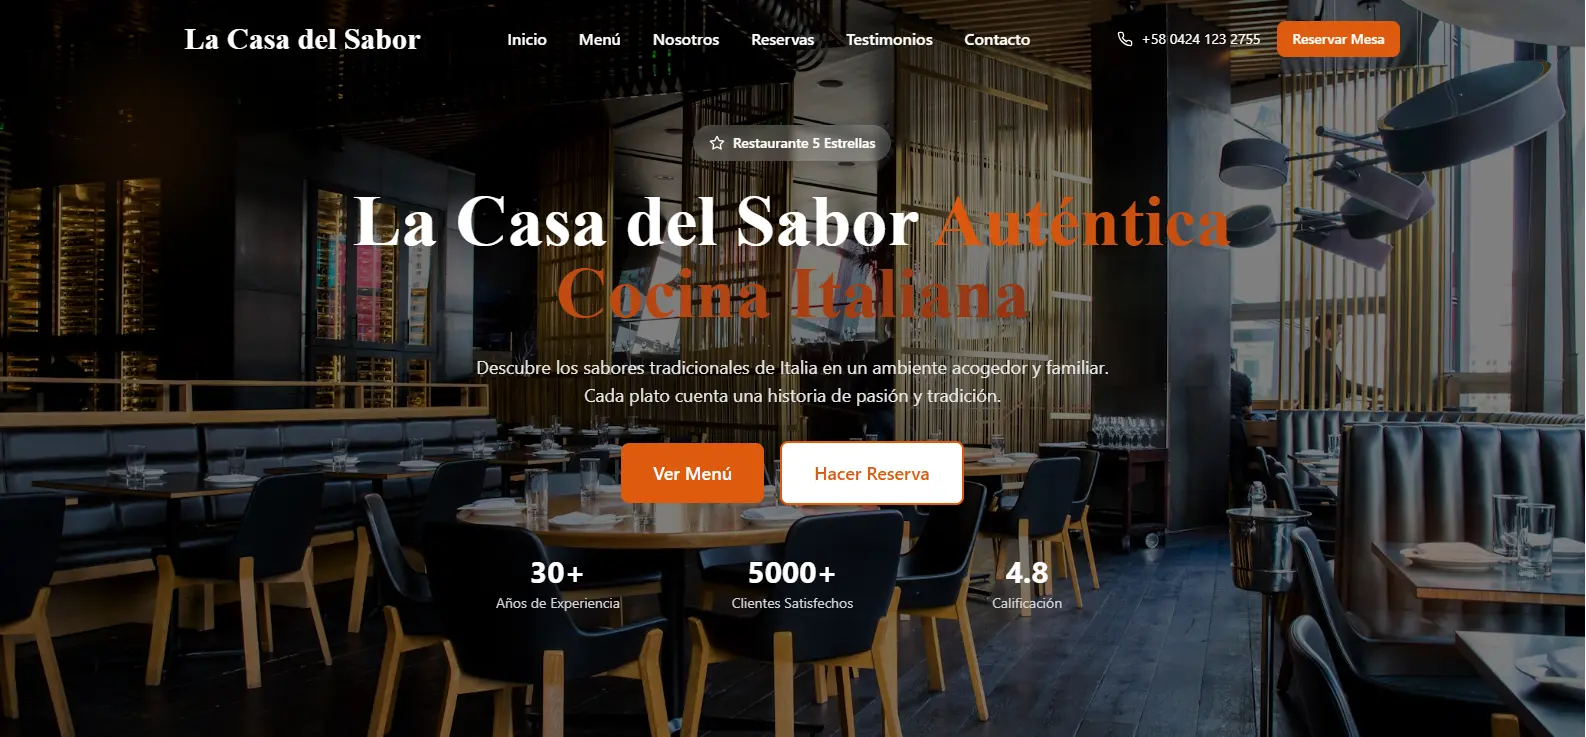 La Casa del Sabor
Inicio Menú Nosotros Reservas Testimonios Contacto
+58 0424 123 2755
Reservar Mesa
Restaurante 5 Estrellas
La Casa del Sabor Auténtica
Cocina Italiana
Descubre los sabores tradicionales de Italia en un ambiente acogedor y familiar.
Cada plato cuenta una historia de pasión y tradición.
Ver Menú
Hacer Reserva
30+
Años de Experiencia
5000+
Clientes Satisfechos
4.8
Calificación